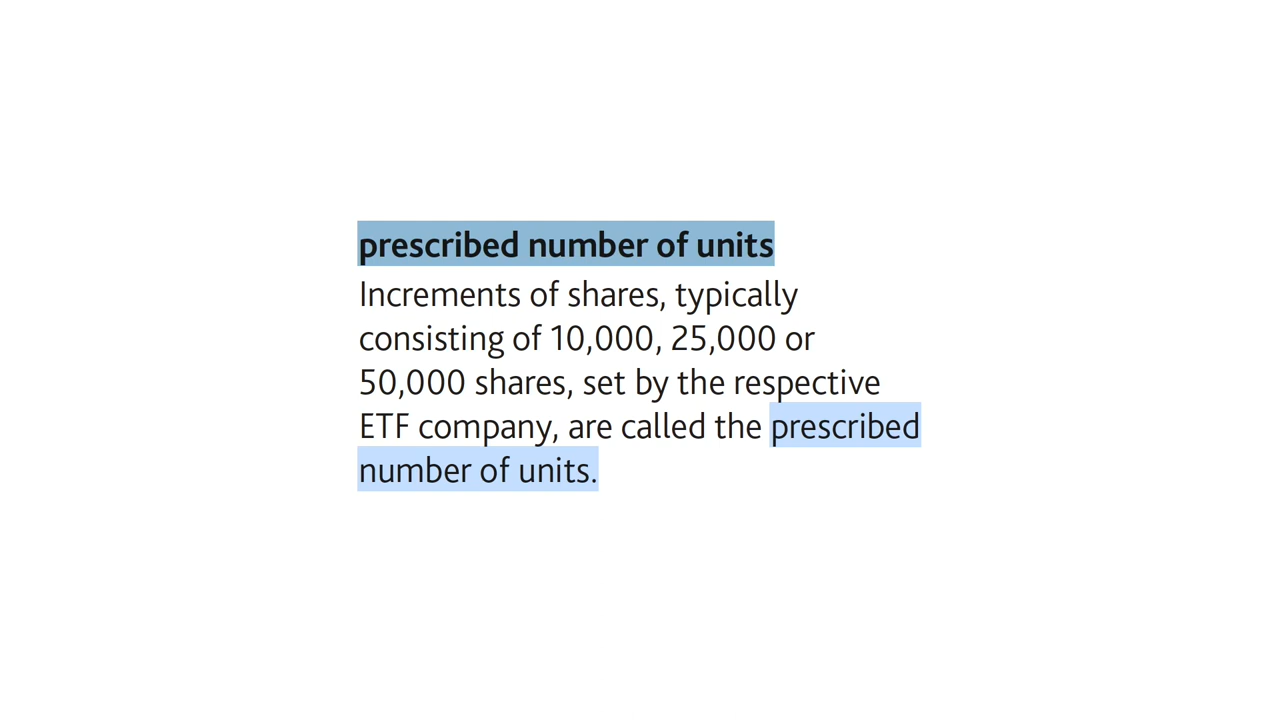 prescribed number of units
Increments of shares, typically
consisting of 10,000, 25,000 or
50,000 shares, set by the respective
ETF company, are called the prescribed
number of units.